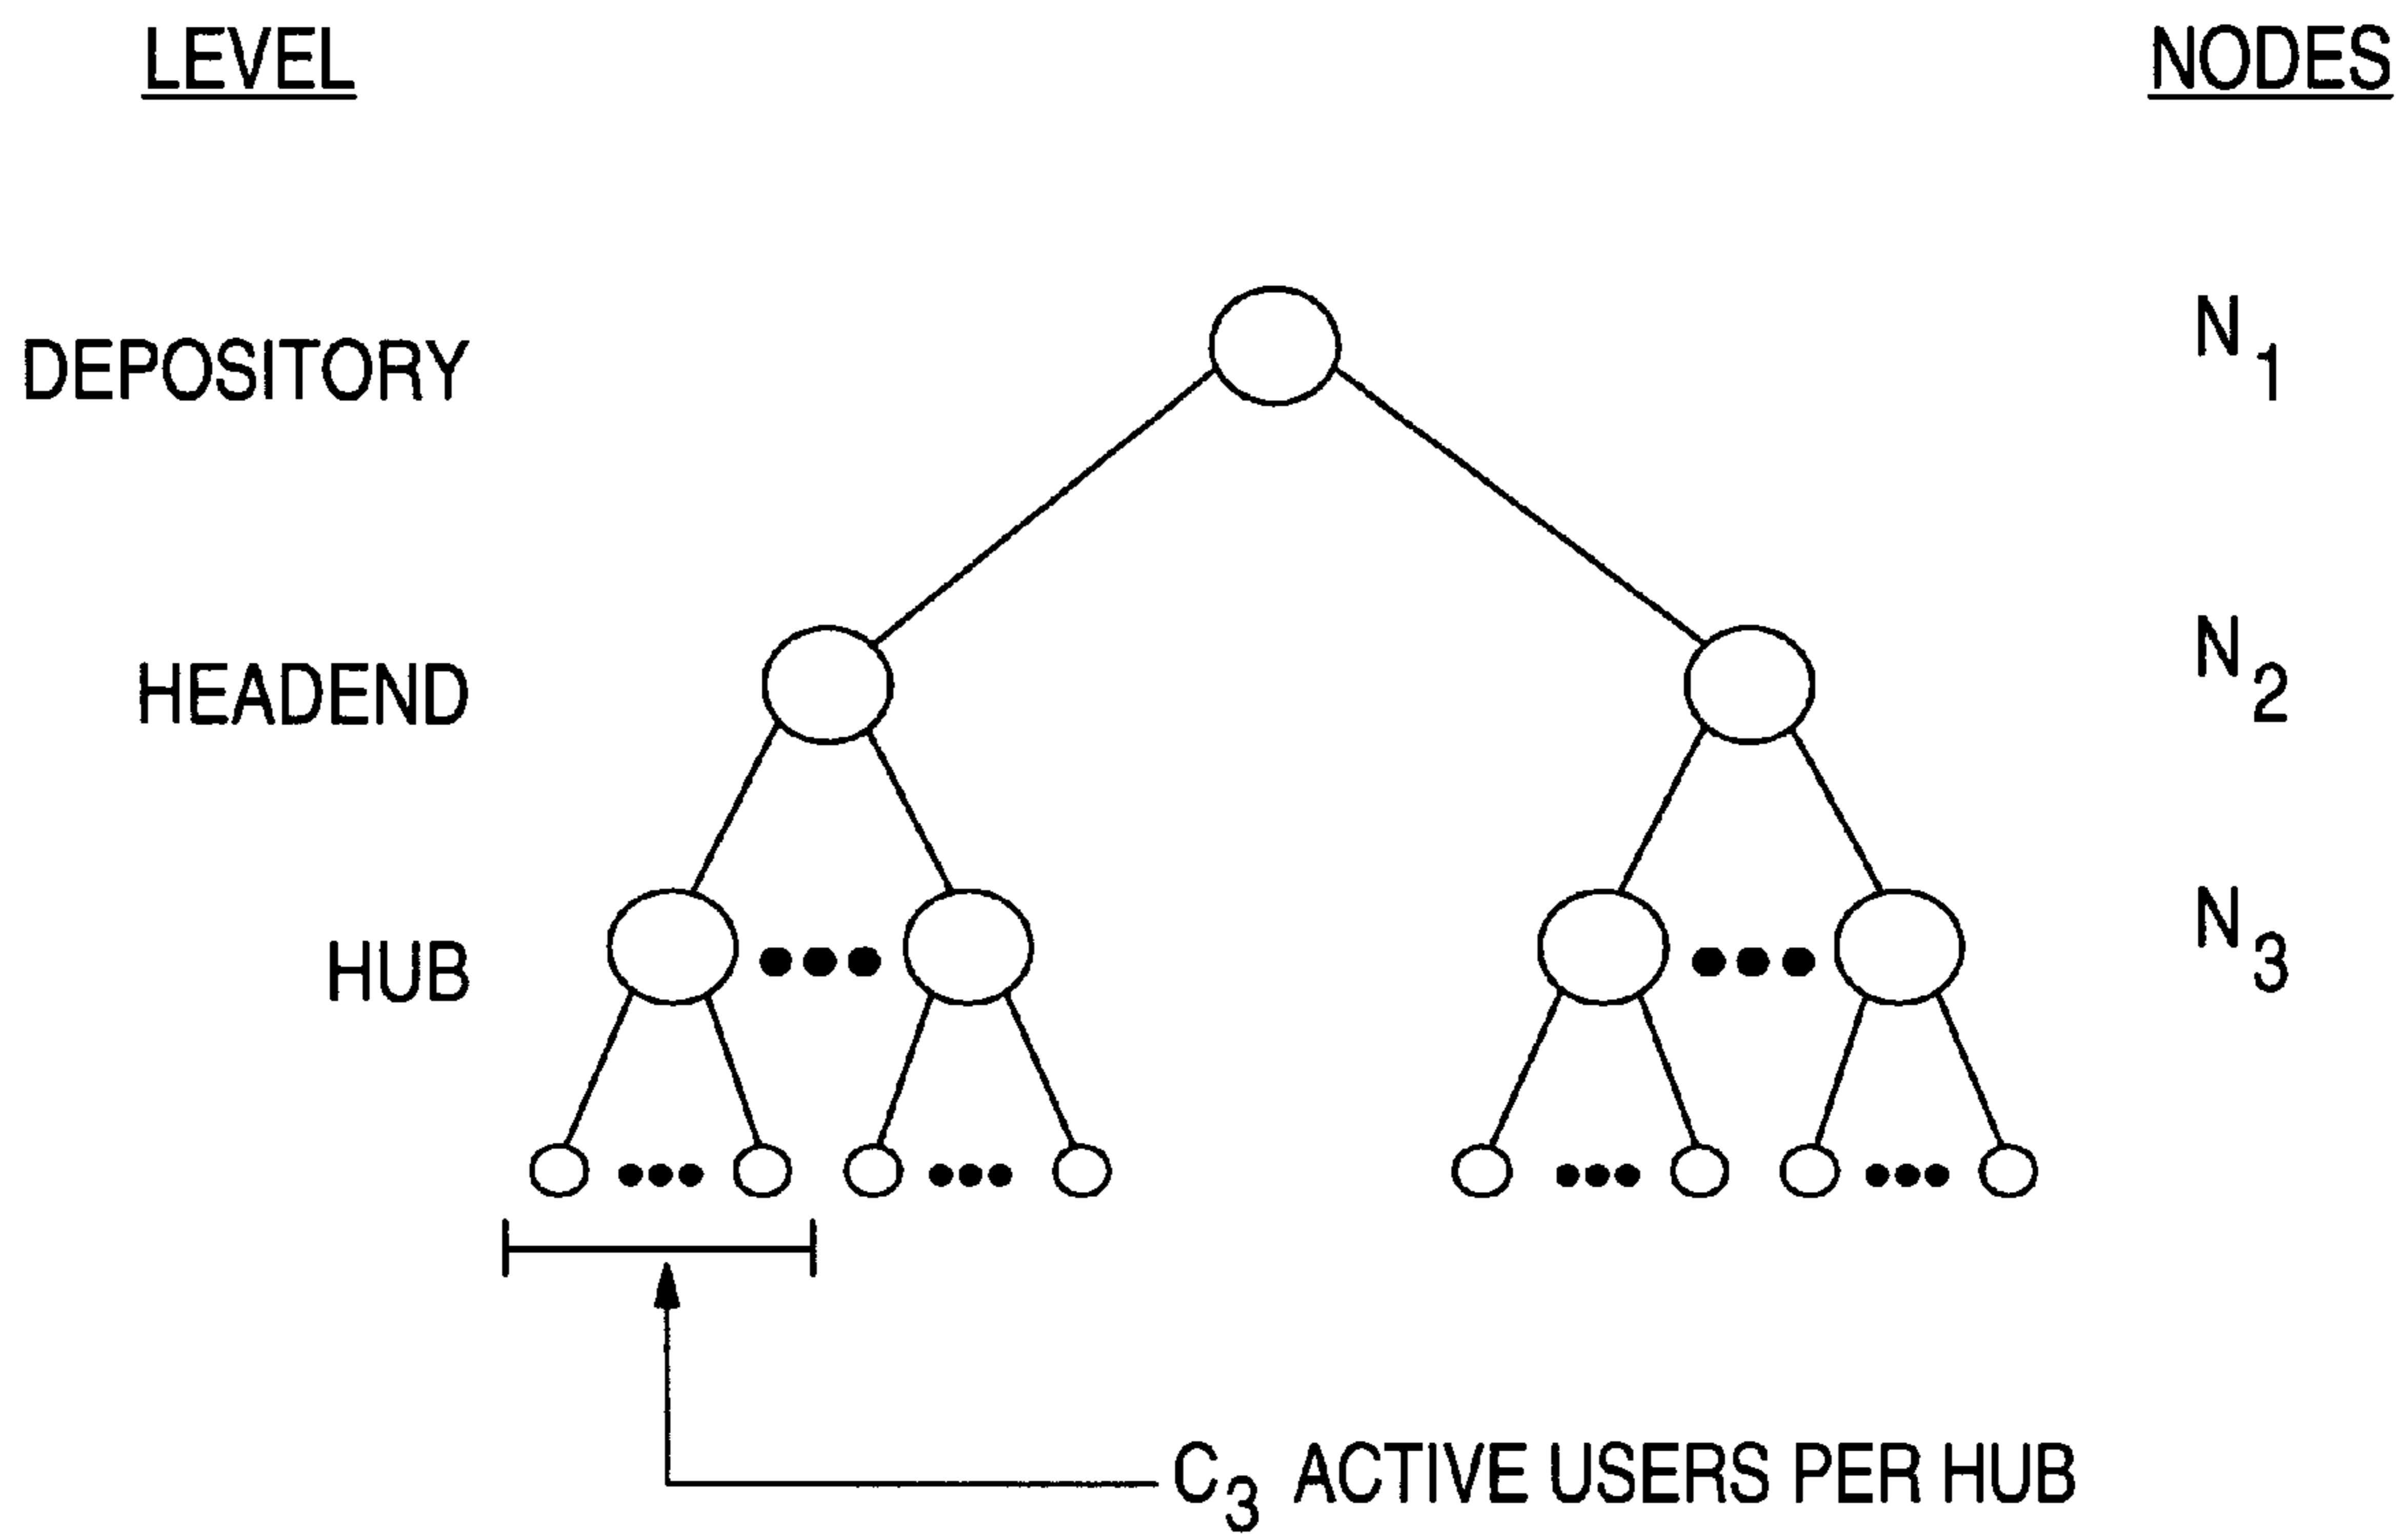 LEVEL NODES
DEPOSITORY N₁
HEADEND N₂
HUB N₃
C₃ ACTIVE USERS PER HUB